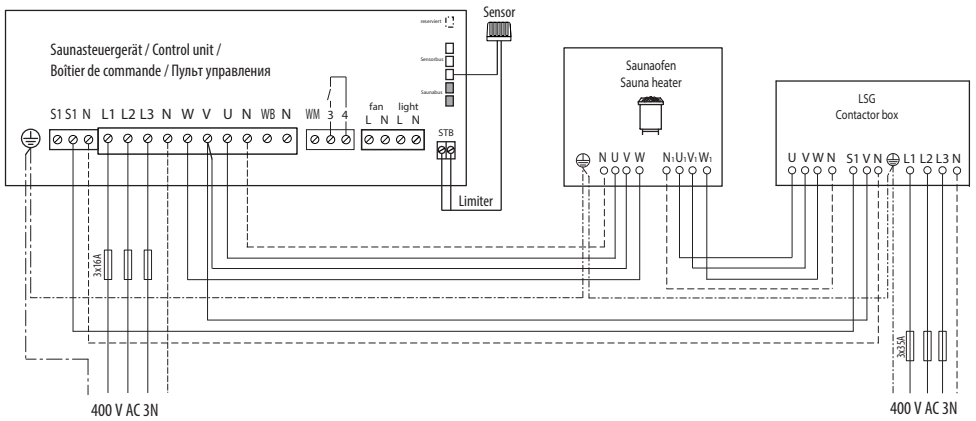 reserviert
Sensor
Saunasteuergerät / Control unit /
Boîtier de commande / Пульт управления
Sensorbus
Saunabus
S1 S1 N L1 L2 L3 N W V U N WB N WM 3 4
fan light
L N L N
STB
Limiter
Saunaofen
Sauna heater
N U V W N1 U1 V1 W1
LSG
Contactor box
U V W N S1 V N L1 L2 L3 N
3x16A
3x35A
400 V AC 3N
400 V AC 3N